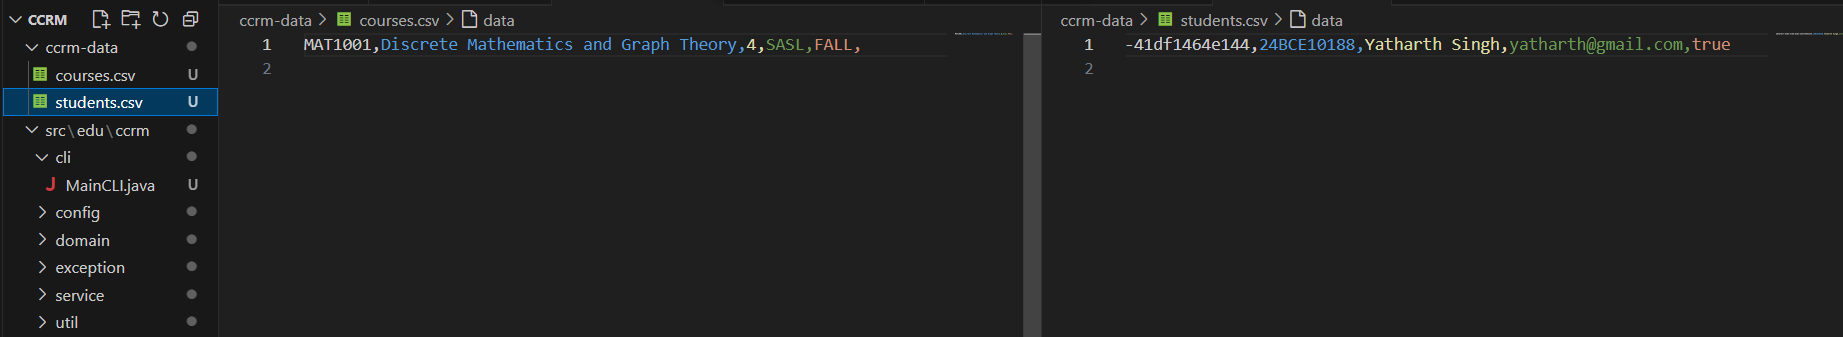 CCRM
ccrm-data
courses.csv U
students.csv U
src\edu\ccrm
cli
J MainCLI.java U
config
domain
exception
service
util
ccrm-data > courses.csv > data
1 MAT1001,Discrete Mathematics and Graph Theory,4,SASL,FALL,
2
ccrm-data > students.csv > data
1 -41df1464e144,24BCE10188,Yatharth Singh,yatharth@gmail.com,true
2